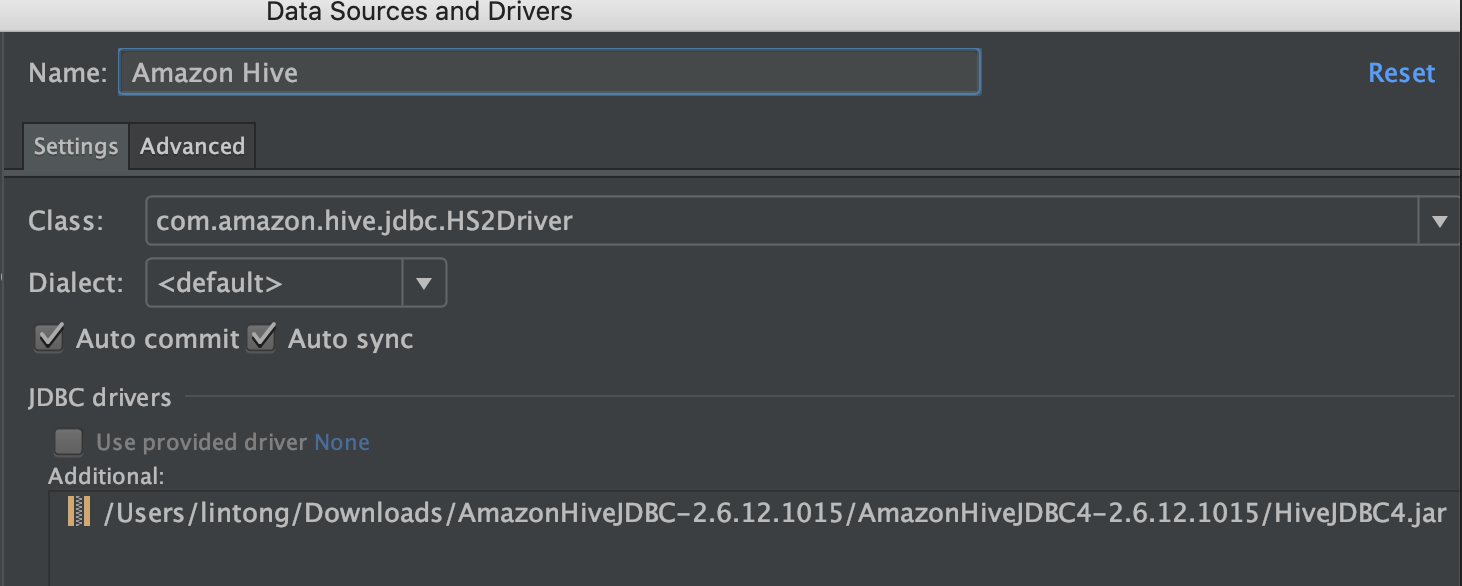 Data Sources and Drivers
Name: Amazon Hive Reset
Settings Advanced
Class: com.amazon.hive.jdbc.HS2Driver
Dialect: <default>
Auto commit Auto sync
JDBC drivers
Use provided driver None
Additional:
/Users/lintong/Downloads/AmazonHiveJDBC-2.6.12.1015/AmazonHiveJDBC4-2.6.12.1015/HiveJDBC4.jar